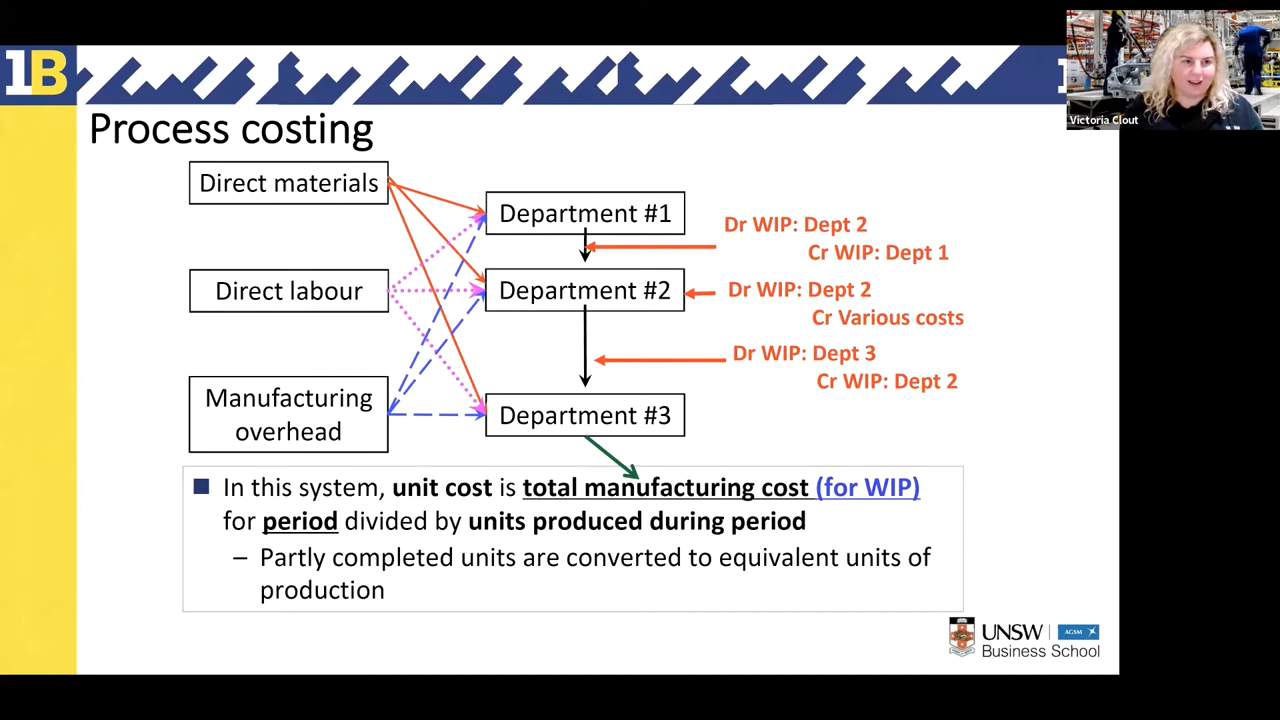 1B
Victoria Clout
Process costing
Direct materials
Direct labour
Manufacturing
overhead
Department #1
Department #2
Department #3
Dr WIP: Dept 2
Cr WIP: Dept 1
Dr WIP: Dept 2
Cr Various costs
Dr WIP: Dept 3
Cr WIP: Dept 2
In this system, unit cost is total manufacturing cost (for WIP)
for period divided by units produced during period
– Partly completed units are converted to equivalent units of
production
UNSW AGSM
Business School